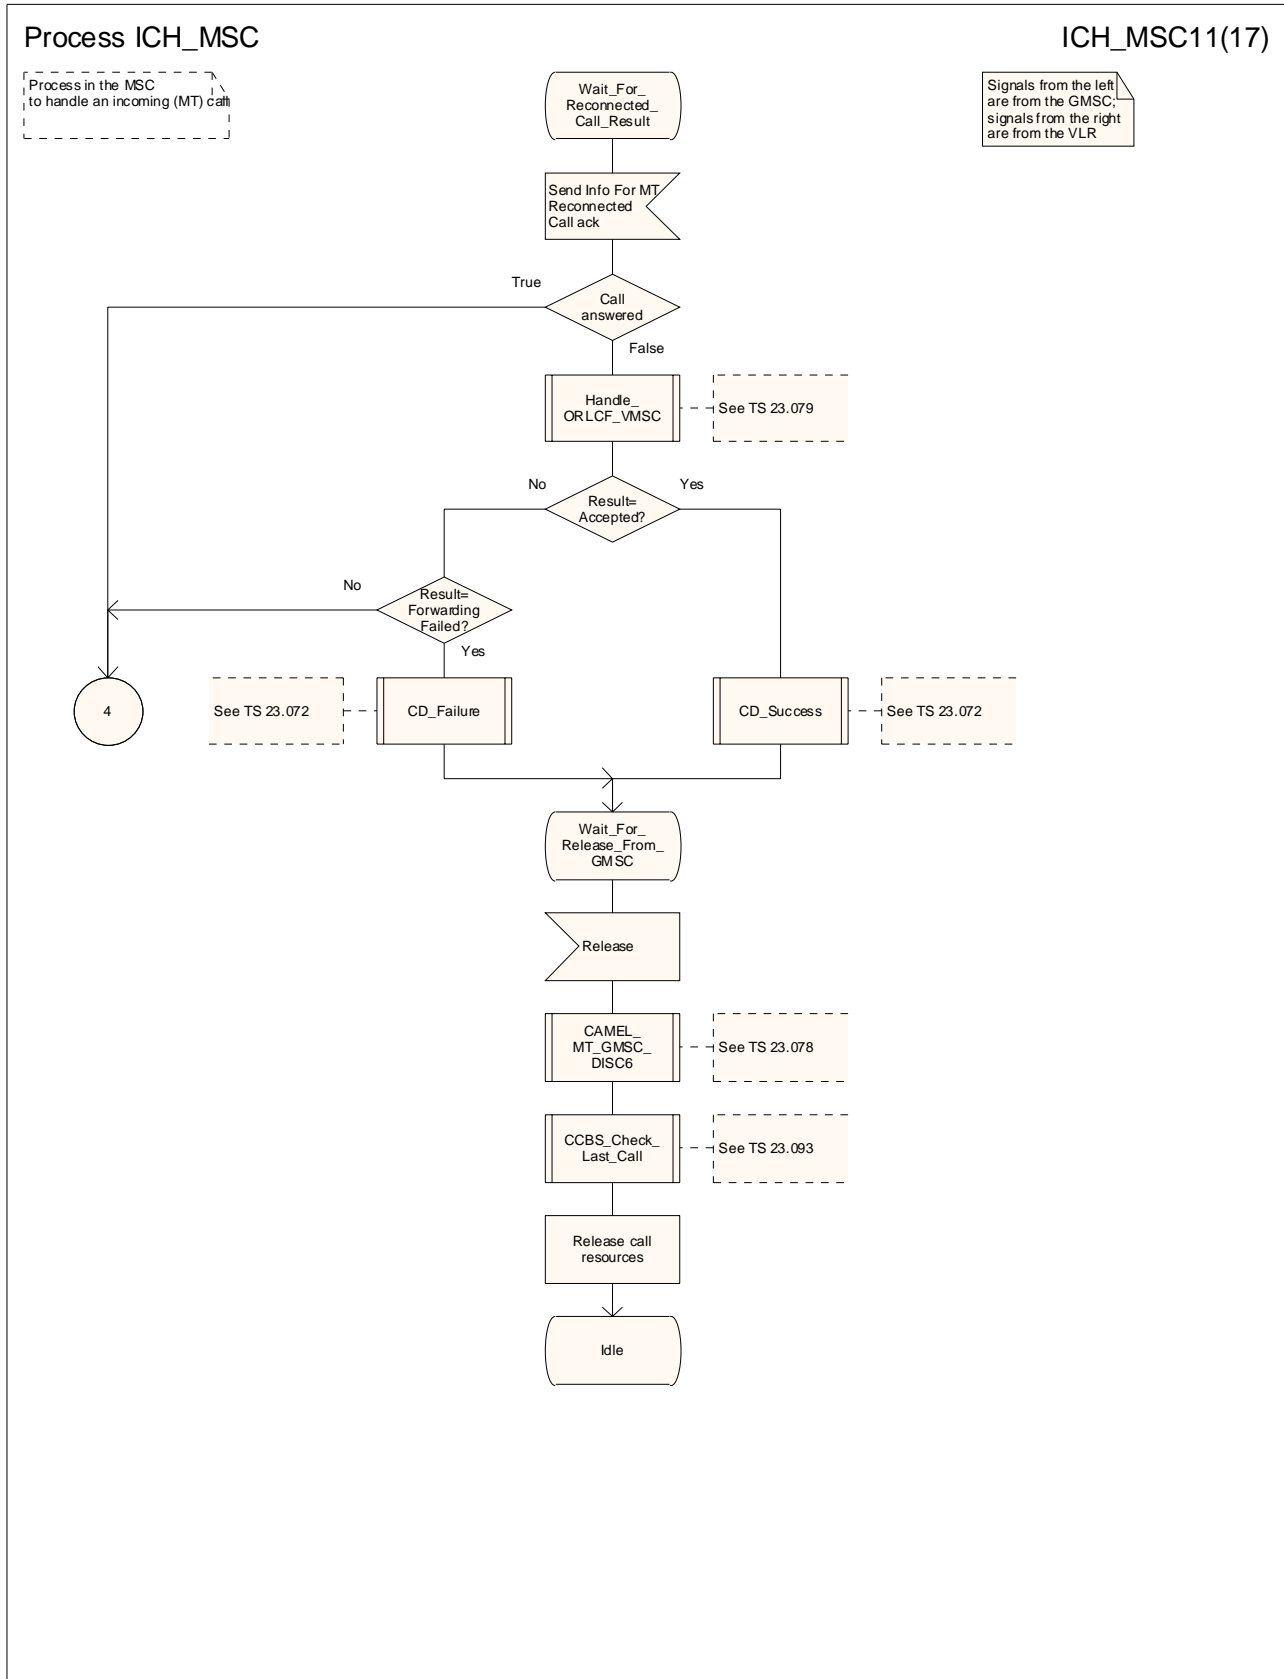 Process ICH_MSC
ICH_MSC11(17)
Process in the MSC
to handle an incoming (MT) call
Signals from the left
are from the GMSC;
signals from the right
are from the VLR
Wait_For_
Reconnected_
Call_Result
Send Info For MT
Reconnected
Call ack
True
Call
answered
False
Handle_
ORLCF_VMSC
See TS 23.079
No
Yes
Result=
Accepted?
No
Result=
Forwarding
Failed?
Yes
4
See TS 23.072
CD_Failure
CD_Success
See TS 23.072
Wait_For_
Release_From_
GMSC
Release
CAMEL_
MT_GMSC_
DISC6
See TS 23.078
CCBS_Check_
Last_Call
See TS 23.093
Release call
resources
Idle